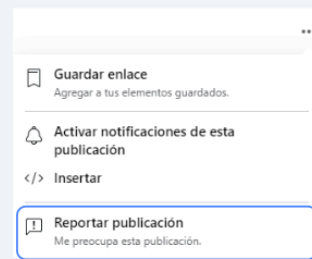 Guardar enlace
Agregar a tus elementos guardados.
Activar notificaciones de esta
publicación
Insertar
Reportar publicación
Me preocupa esta publicación.